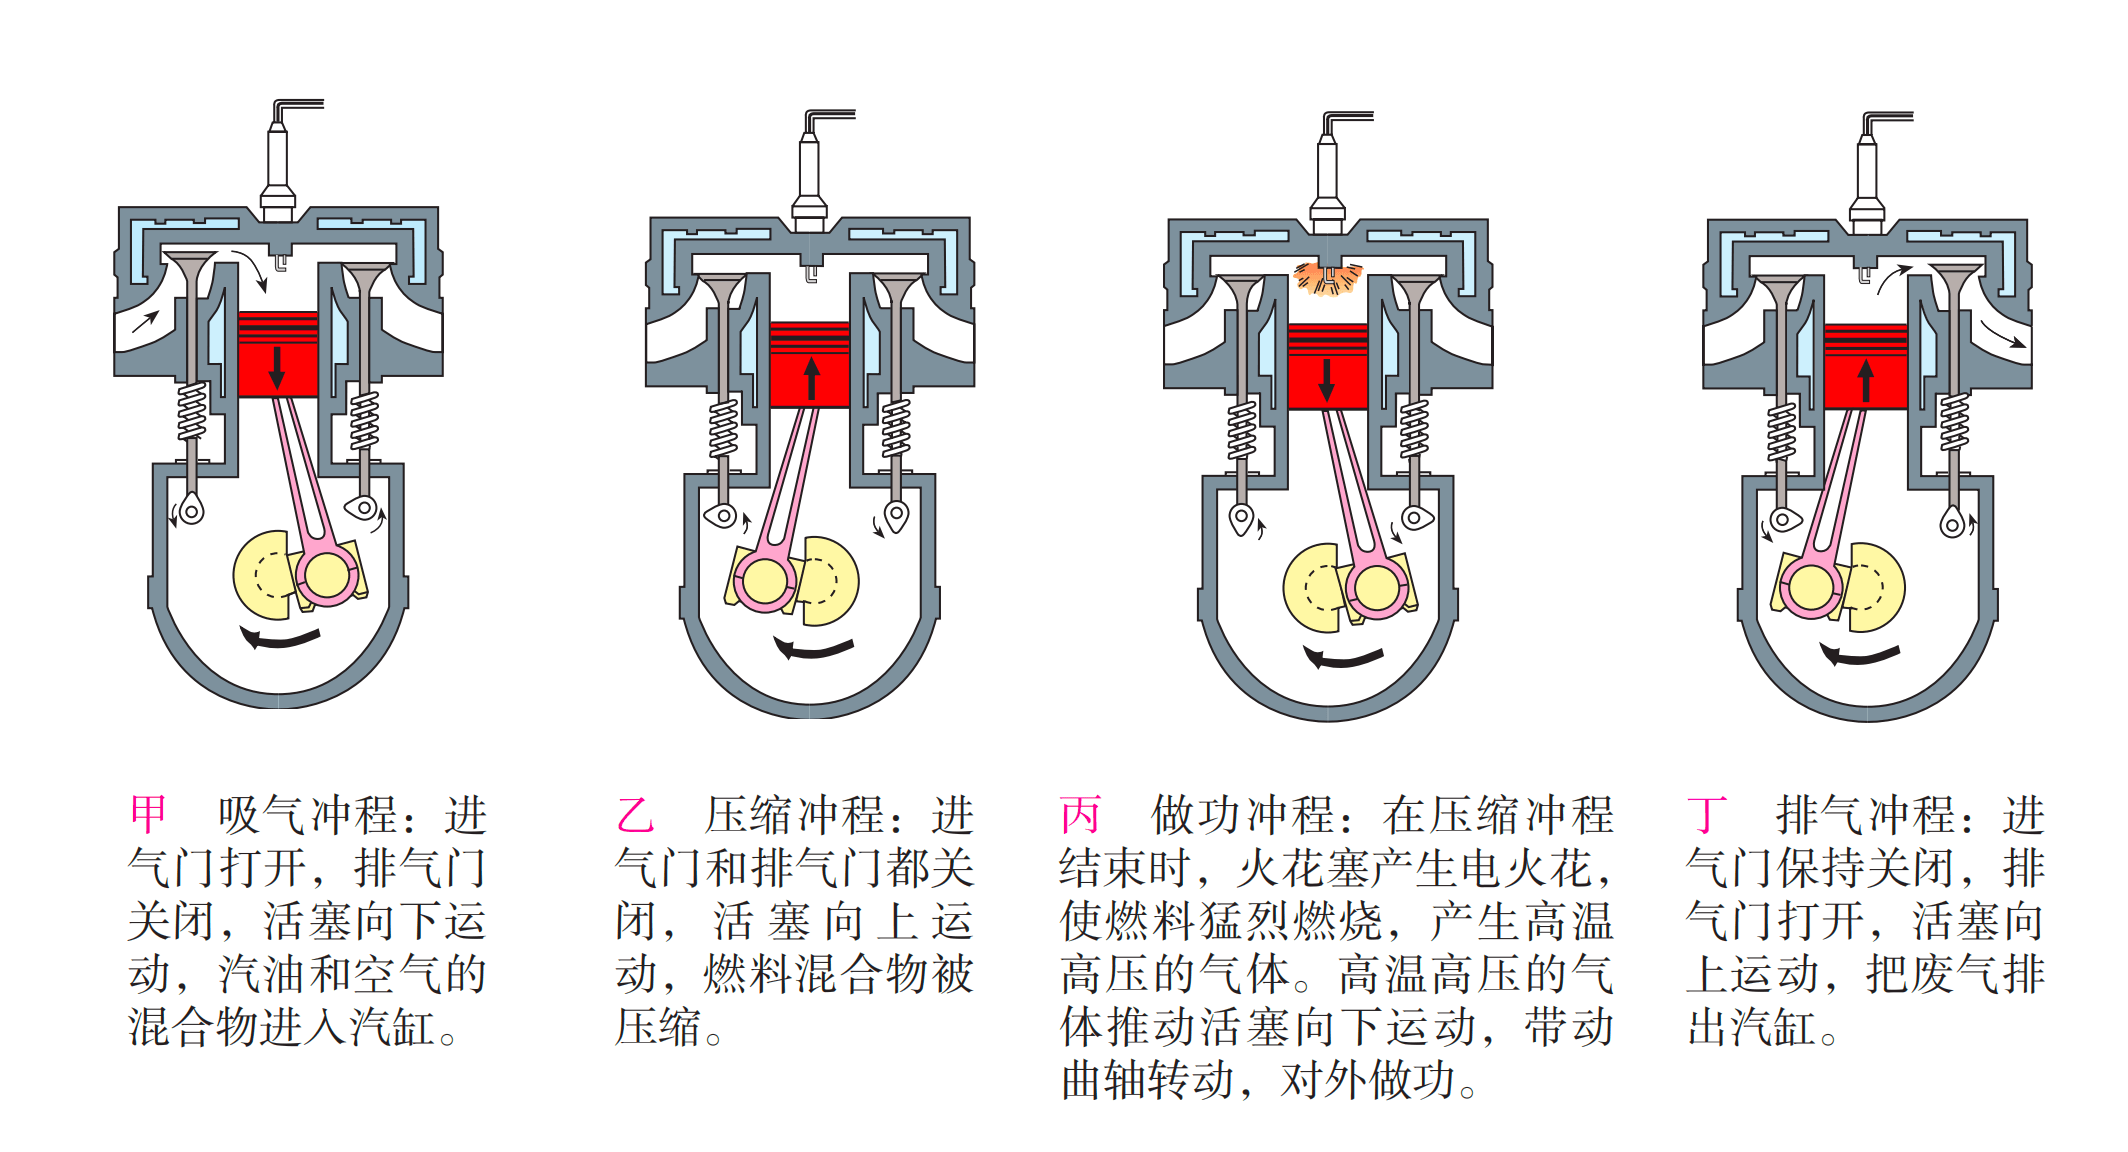 甲　吸气冲程：进
气门打开，排气门
关闭，活塞向下运
动，汽油和空气的
混合物进入汽缸。
乙　压缩冲程：进
气门和排气门都关
闭，活塞向上运
动，燃料混合物被
压缩。
丙　做功冲程：在压缩冲程
结束时，火花塞产生电火花，
使燃料猛烈燃烧，产生高温
高压的气体。高温高压的气
体推动活塞向下运动，带动
曲轴转动，对外做功。
丁　排气冲程：进
气门保持关闭，排
气门打开，活塞向
上运动，把废气排
出汽缸。